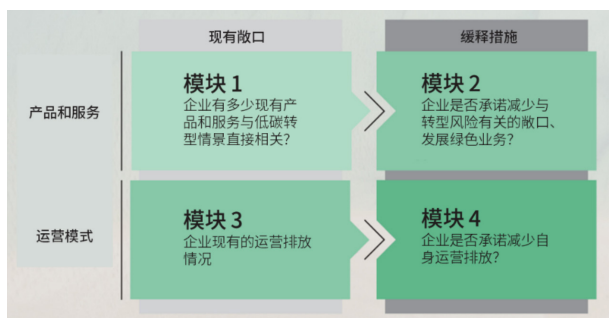 现有敞口
缓释措施
产品和服务
模块 1
企业有多少现有产
品和服务与低碳转
型情景直接相关?
模块 2
企业是否承诺减少与
转型风险有关的敞口、
发展绿色业务?
运营模式
模块 3
企业现有的运营排放
情况
模块 4
企业是否承诺减少自
身运营排放?